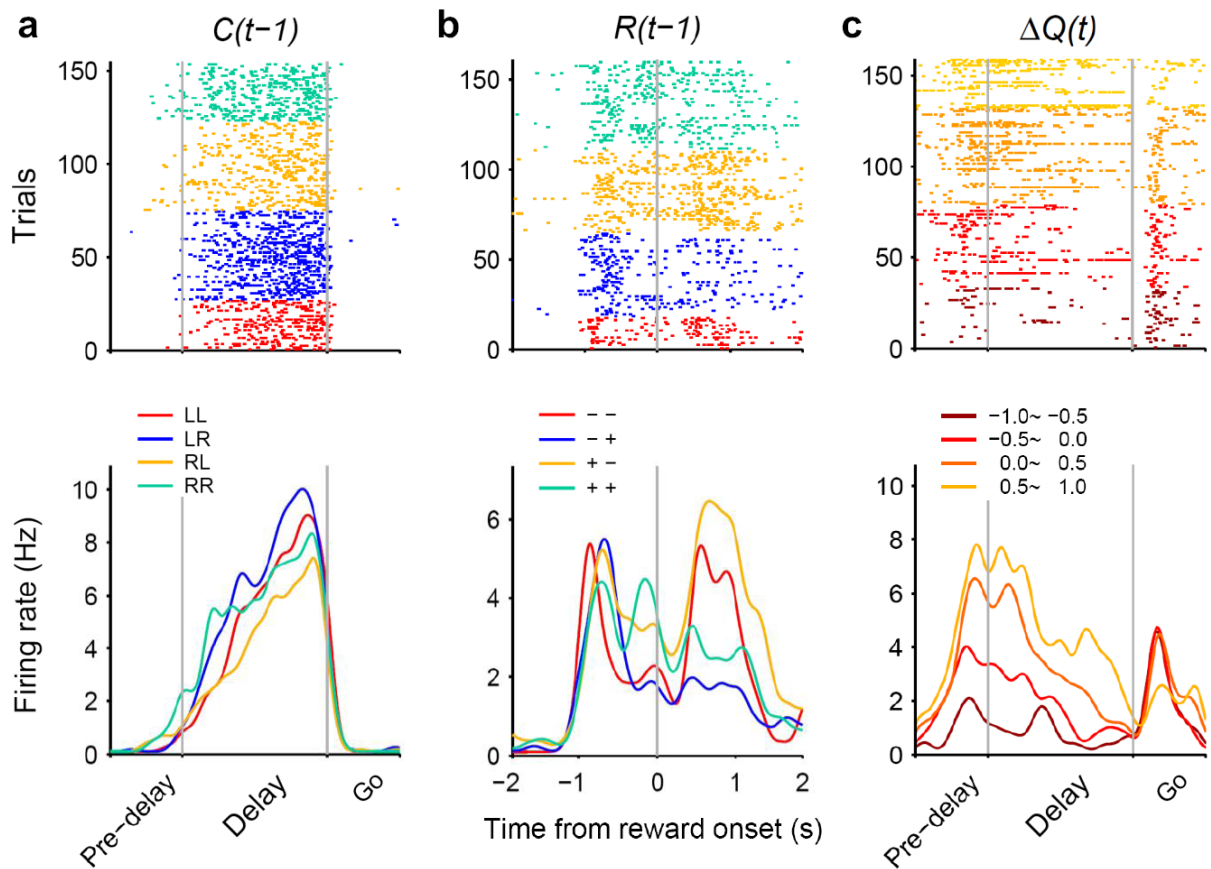 a C(t−1)
b R(t−1)
c ΔQ(t)
Trials
150
100
50
0
150
100
50
0
150
100
50
0
LL
LR
RL
RR
− −
− +
+ −
+ +
−1.0~ −0.5
−0.5~ 0.0
0.0~ 0.5
0.5~ 1.0
Firing rate (Hz)
10
8
6
4
2
0
6
4
2
0
10
8
6
4
2
0
Pre−delay
Delay
Go
−2 −1 0 1 2
Time from reward onset (s)
Pre−delay
Delay
Go